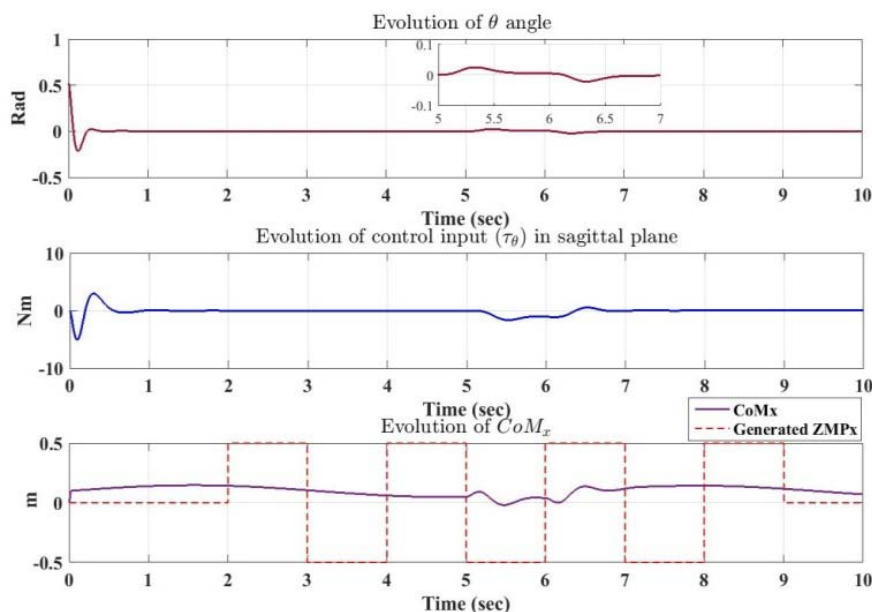 Evolution of θ angle
1
0.5
0
-0.5
Rad
0.1
0
-0.1
5 5.5 6 6.5 7
0 1 2 3 4 5 6 7 8 9 10
Time (sec)
Evolution of control input (τθ) in sagittal plane
10
0
-10
Nm
0 1 2 3 4 5 6 7 8 9 10
Time (sec)
Evolution of CoMx
CoMx
Generated ZMPx
0.5
0
-0.5
m
0 1 2 3 4 5 6 7 8 9 10
Time (sec)